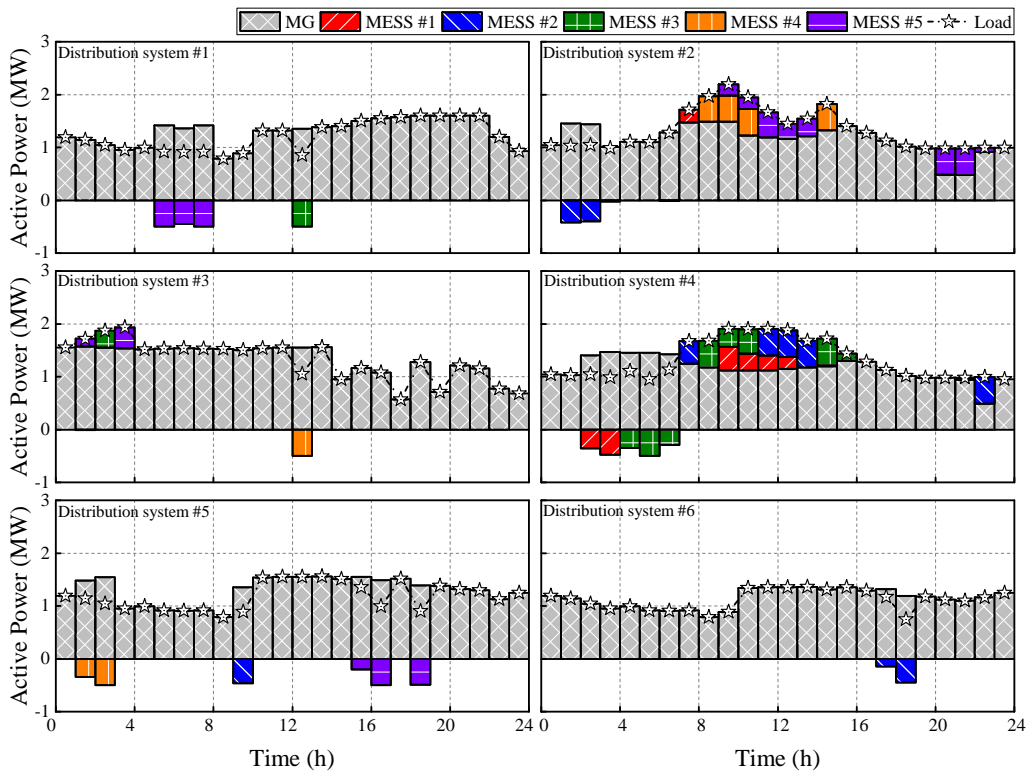 MG MESS #1 MESS #2 MESS #3 MESS #4 MESS #5 Load
Active Power (MW)
3
2
1
0
-1
Distribution system #1
Distribution system #2
Active Power (MW)
3
2
1
0
-1
Distribution system #3
Distribution system #4
Active Power (MW)
3
2
1
0
-1
Distribution system #5
Distribution system #6
0 4 8 12 16 20 24
4 8 12 16 20 24
Time (h)
Time (h)